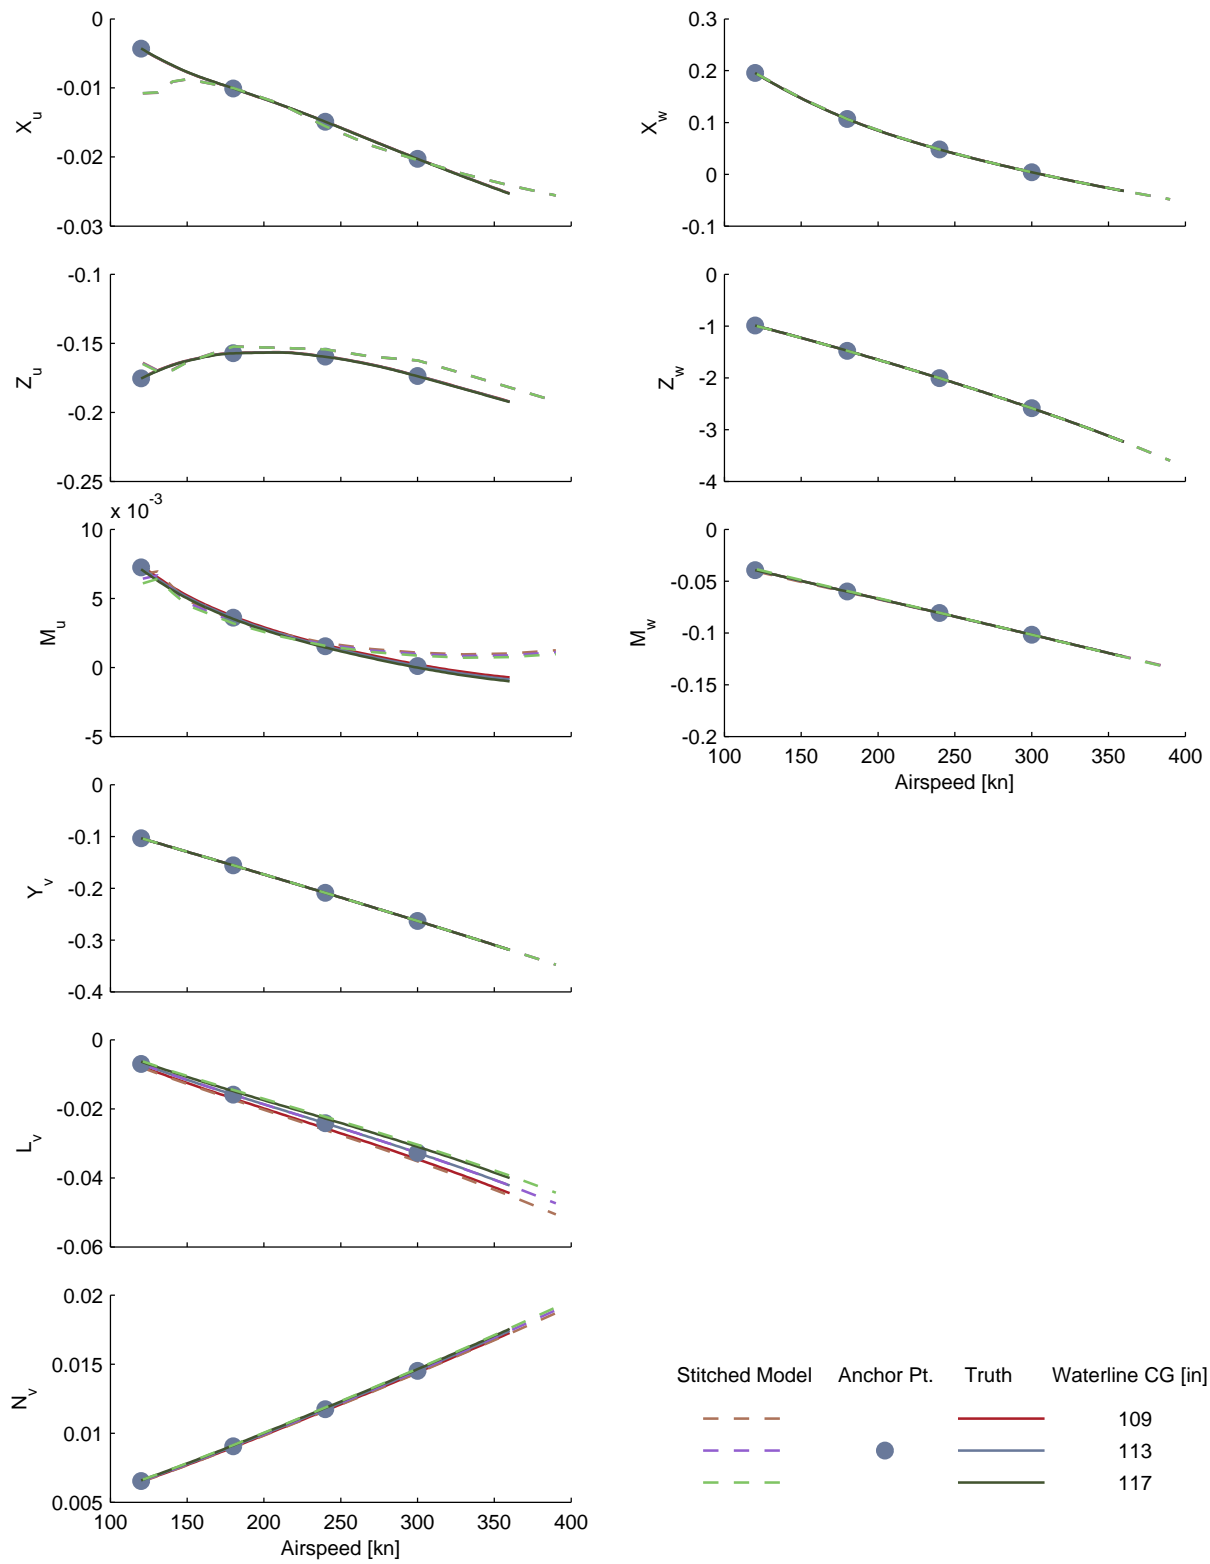 0
-0.01
-0.02
-0.03
X_u
0.3
0.2
0.1
0
-0.1
X_w
-0.1
-0.15
-0.2
-0.25
Z_u
0
-1
-2
-3
-4
Z_w
x 10^-3
10
5
0
-5
M_u
0
-0.05
-0.1
-0.15
-0.2
M_w
100 150 200 250 300 350 400
Airspeed [kn]
0
-0.1
-0.2
-0.3
-0.4
Y_v
0
-0.02
-0.04
-0.06
L_v
0.02
0.015
0.01
0.005
N_v
100 150 200 250 300 350 400
Airspeed [kn]
Stitched Model Anchor Pt. Truth Waterline CG [in]
109
113
117